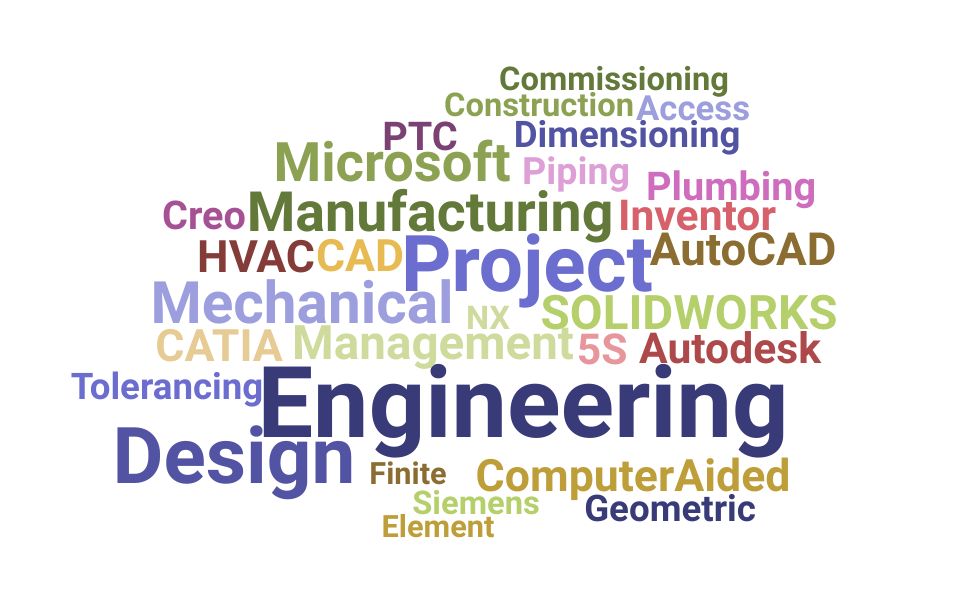 Commissioning
Construction Access
PTC Dimensioning
Microsoft Piping
Plumbing
Creo Manufacturing Inventor
HVAC CAD Project AutoCAD
Mechanical NX SOLIDWORKS
CATIA Management 5S Autodesk
Tolerancing Engineering
Design Finite ComputerAided
Siemens Geometric
Element